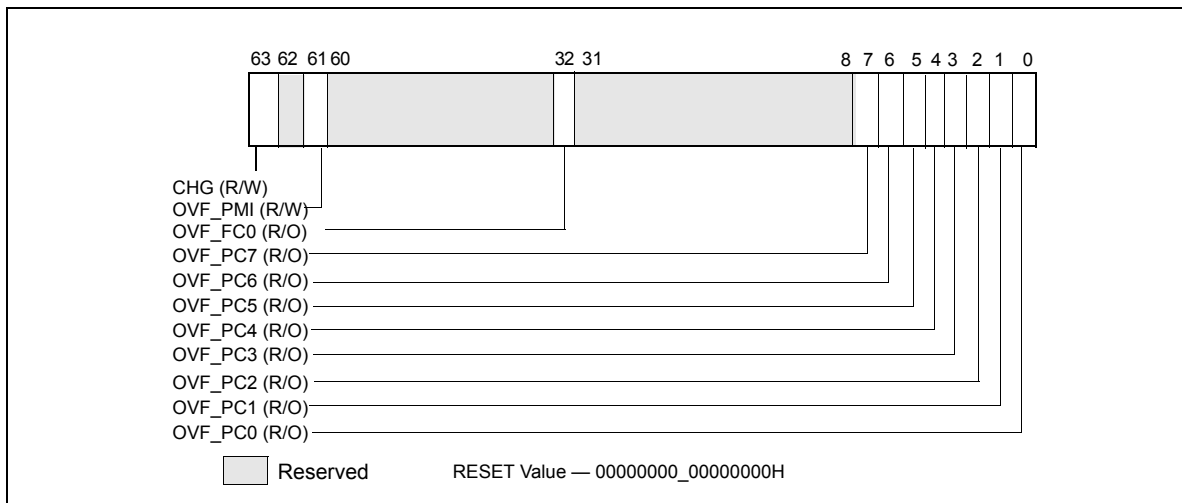 63 62 61 60 32 31 8 7 6 5 4 3 2 1 0
CHG (R/W)
OVF_PMI (R/W)
OVF_FC0 (R/O)
OVF_PC7 (R/O)
OVF_PC6 (R/O)
OVF_PC5 (R/O)
OVF_PC4 (R/O)
OVF_PC3 (R/O)
OVF_PC2 (R/O)
OVF_PC1 (R/O)
OVF_PC0 (R/O)
Reserved RESET Value — 00000000_00000000H